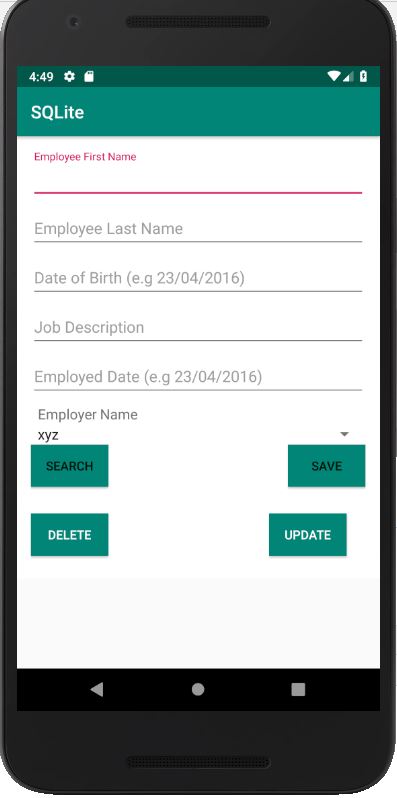 4:49
SQLite
Employee First Name
Employee Last Name
Date of Birth (e.g 23/04/2016)
Job Description
Employed Date (e.g 23/04/2016)
Employer Name
xyz
SEARCH SAVE
DELETE UPDATE